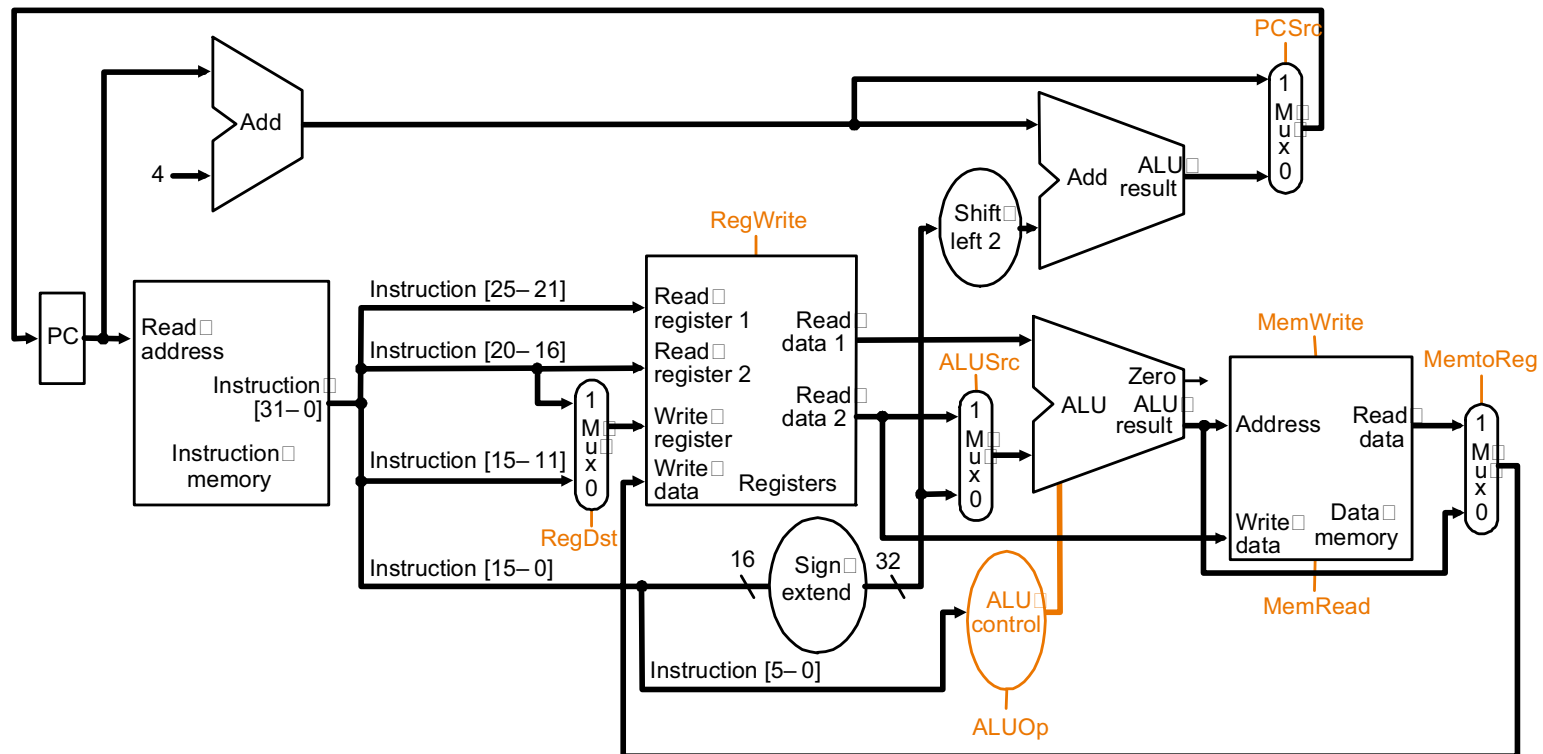 PCSrc
1
M
u
x
0
Add
4
Add
ALU
result
Shift
left 2
RegWrite
PC
Read
address
Instruction
[31– 0]
Instruction
memory
Instruction [25– 21]
Instruction [20– 16]
Instruction [15– 11]
Instruction [15– 0]
Instruction [5– 0]
1
M
u
x
0
RegDst
Read
register 1
Read
register 2
Write
register
Write
data
Read
data 1
Read
data 2
Registers
16
Sign
extend
32
ALUSrc
1
M
u
x
0
ALU
Zero
ALU
result
ALU
control
ALUOp
MemWrite
Address
Read
data
Write
data
Data
memory
MemRead
MemtoReg
1
M
u
x
0